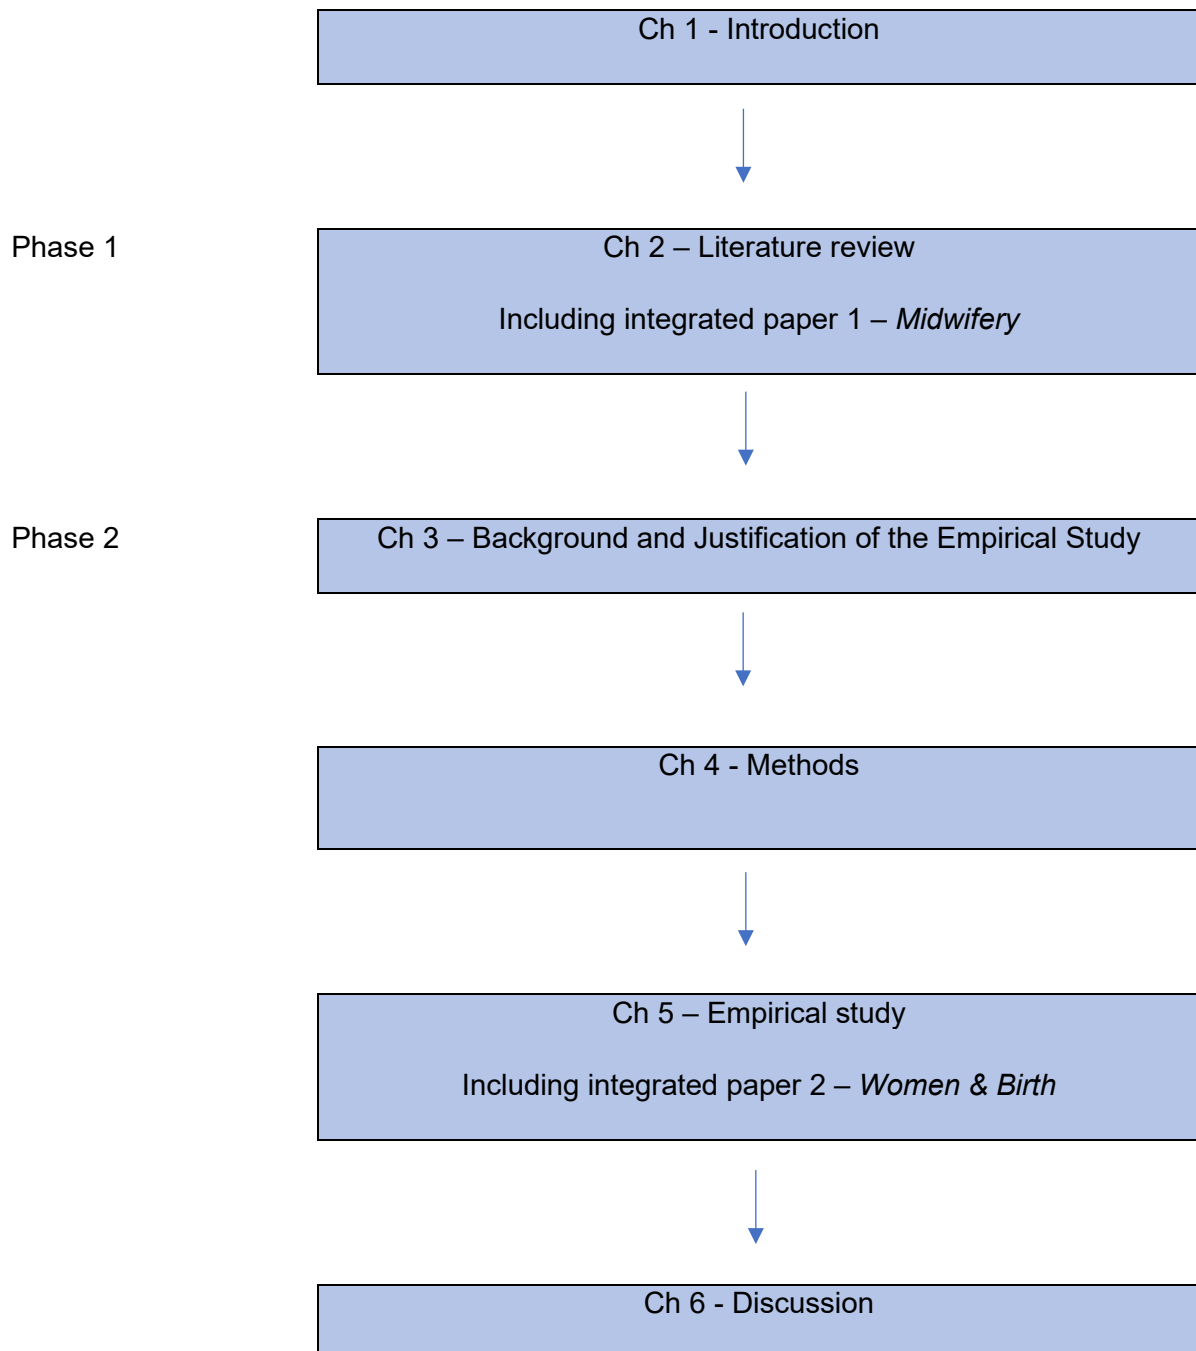 Ch 1 - Introduction
Phase 1
Ch 2 – Literature review
Including integrated paper 1 – Midwifery
Phase 2
Ch 3 – Background and Justification of the Empirical Study
Ch 4 - Methods
Ch 5 – Empirical study
Including integrated paper 2 – Women & Birth
Ch 6 - Discussion